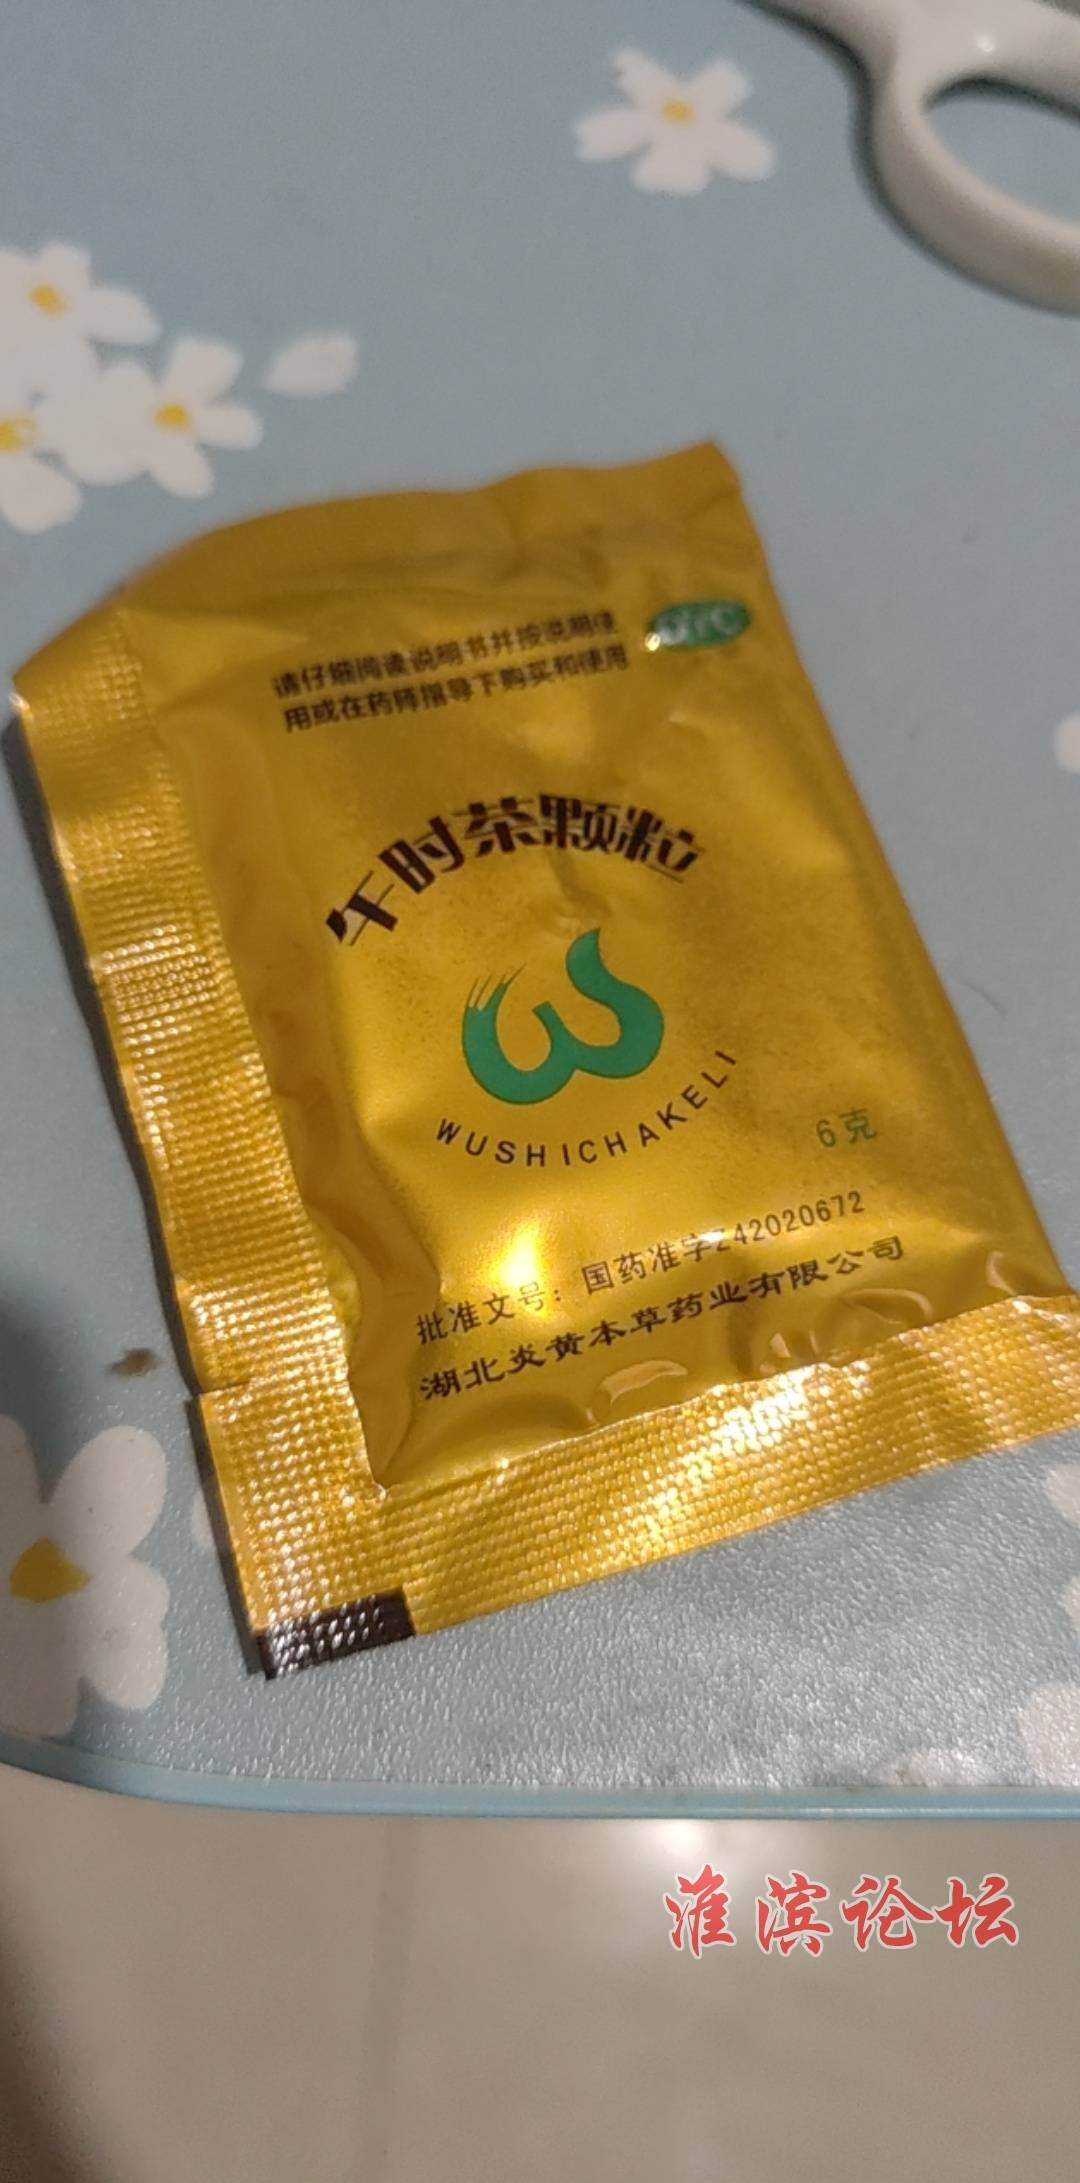 请仔细阅读说明书并按说明使
用或在药师指导下购买和使用
OTC
午时茶颗粒
WUSHICHAKELI
6克
批准文号：国药准字Z42020672
湖北炎黄本草药业有限公司
淮滨论坛